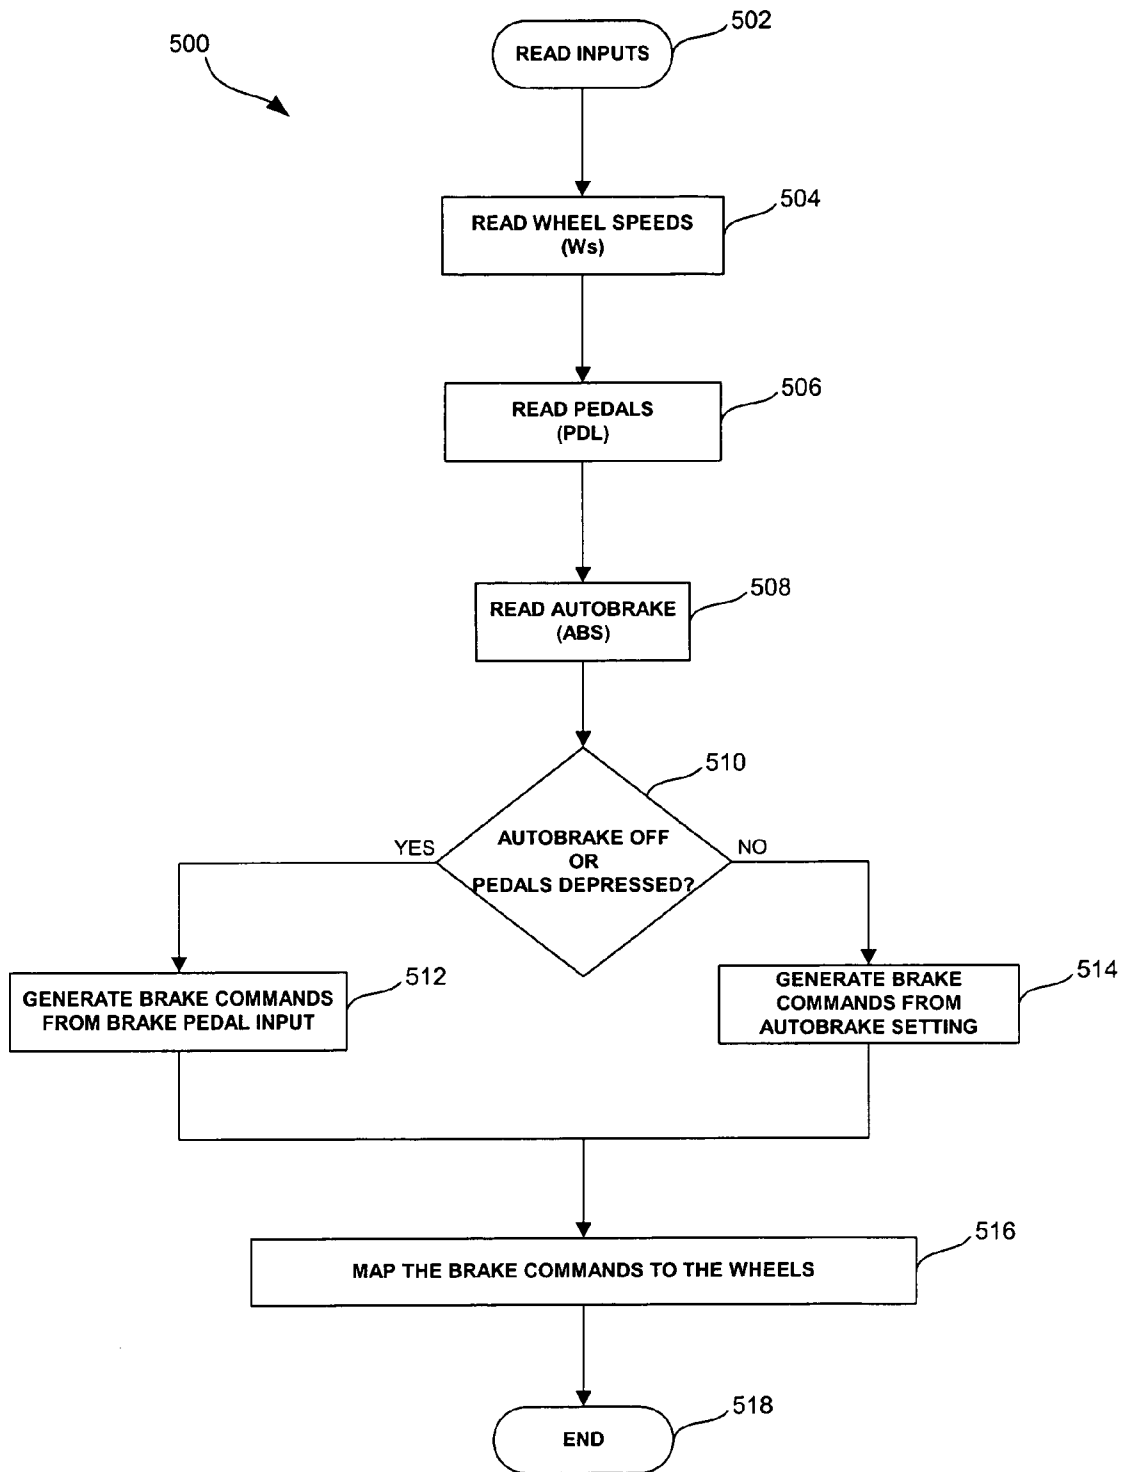 500
READ INPUTS
502
READ WHEEL SPEEDS
(Ws)
504
READ PEDALS
(PDL)
506
READ AUTOBRAKE
(ABS)
508
510
AUTOBRAKE OFF
OR
PEDALS DEPRESSED?
YES
NO
GENERATE BRAKE COMMANDS
FROM BRAKE PEDAL INPUT
512
GENERATE BRAKE
COMMANDS FROM
AUTOBRAKE SETTING
514
MAP THE BRAKE COMMANDS TO THE WHEELS
516
END
518